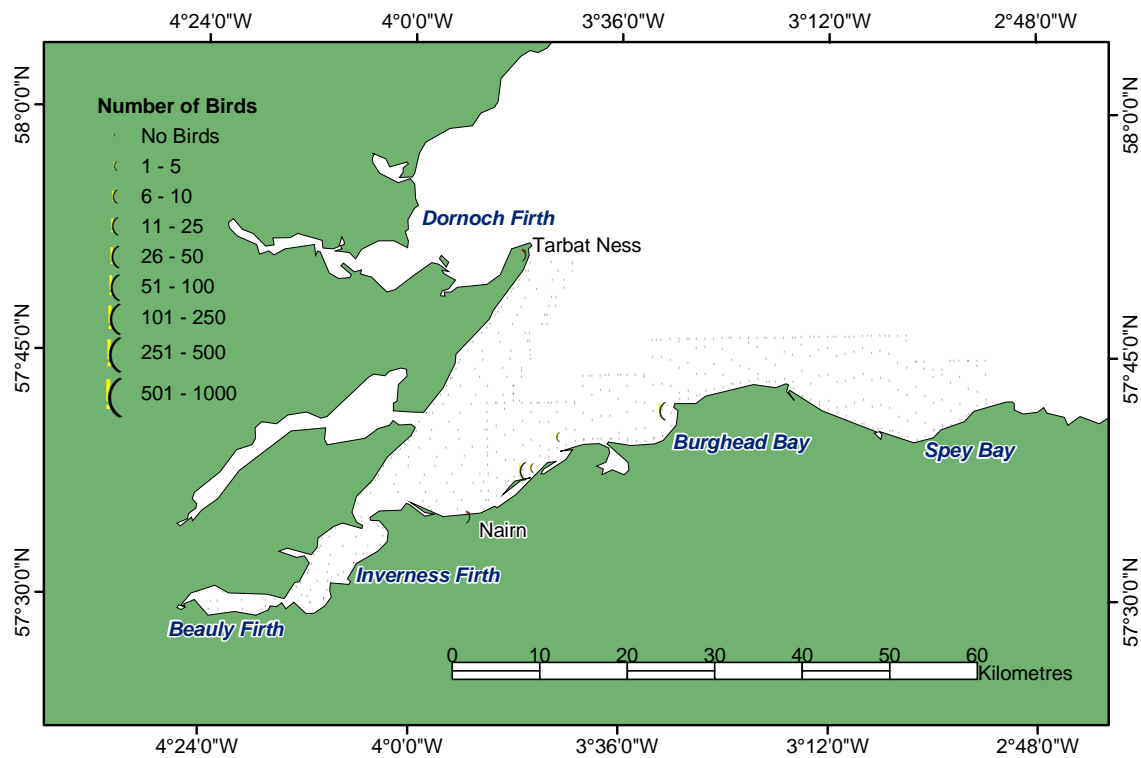 4°24'0"W 4°0'0"W 3°36'0"W 3°12'0"W 2°48'0"W
58°0'0"N
58°0'0"N
Number of Birds
No Birds
1 - 5
6 - 10
11 - 25
26 - 50
51 - 100
101 - 250
251 - 500
501 - 1000
Dornoch Firth
Tarbat Ness
57°45'0"N
57°45'0"N
Burghead Bay
Spey Bay
Nairn
Inverness Firth
57°30'0"N
57°30'0"N
Beauly Firth
0 10 20 30 40 50 60
Kilometres
4°24'0"W 4°0'0"W 3°36'0"W 3°12'0"W 2°48'0"W